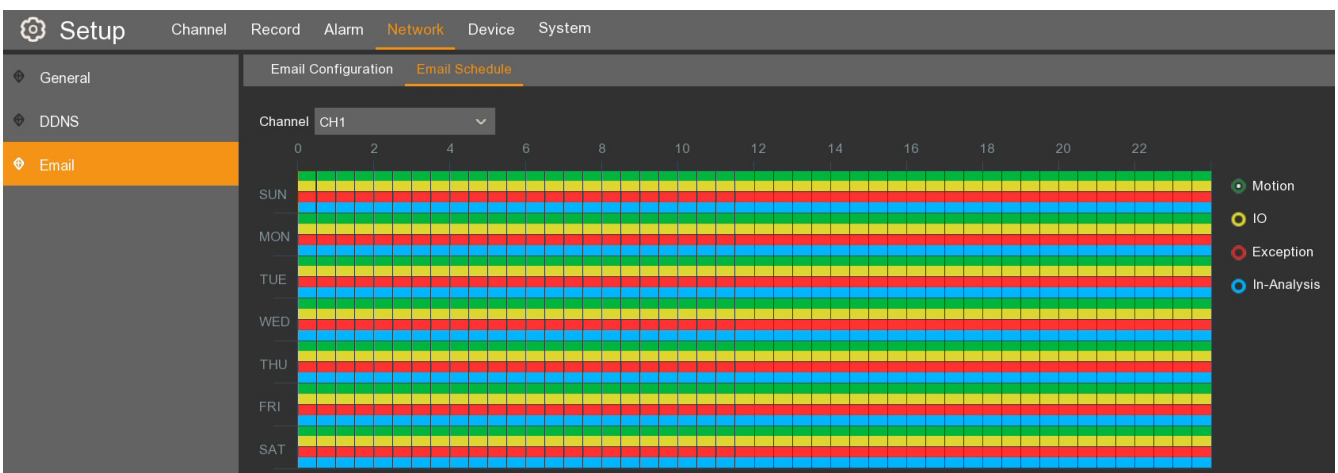 Setup Channel Record Alarm Network Device System
General
DDNS
Email
Email Configuration Email Schedule
Channel CH1
0 2 4 6 8 10 12 14 16 18 20 22
SUN
MON
TUE
WED
THU
FRI
SAT
Motion
IO
Exception
In-Analysis